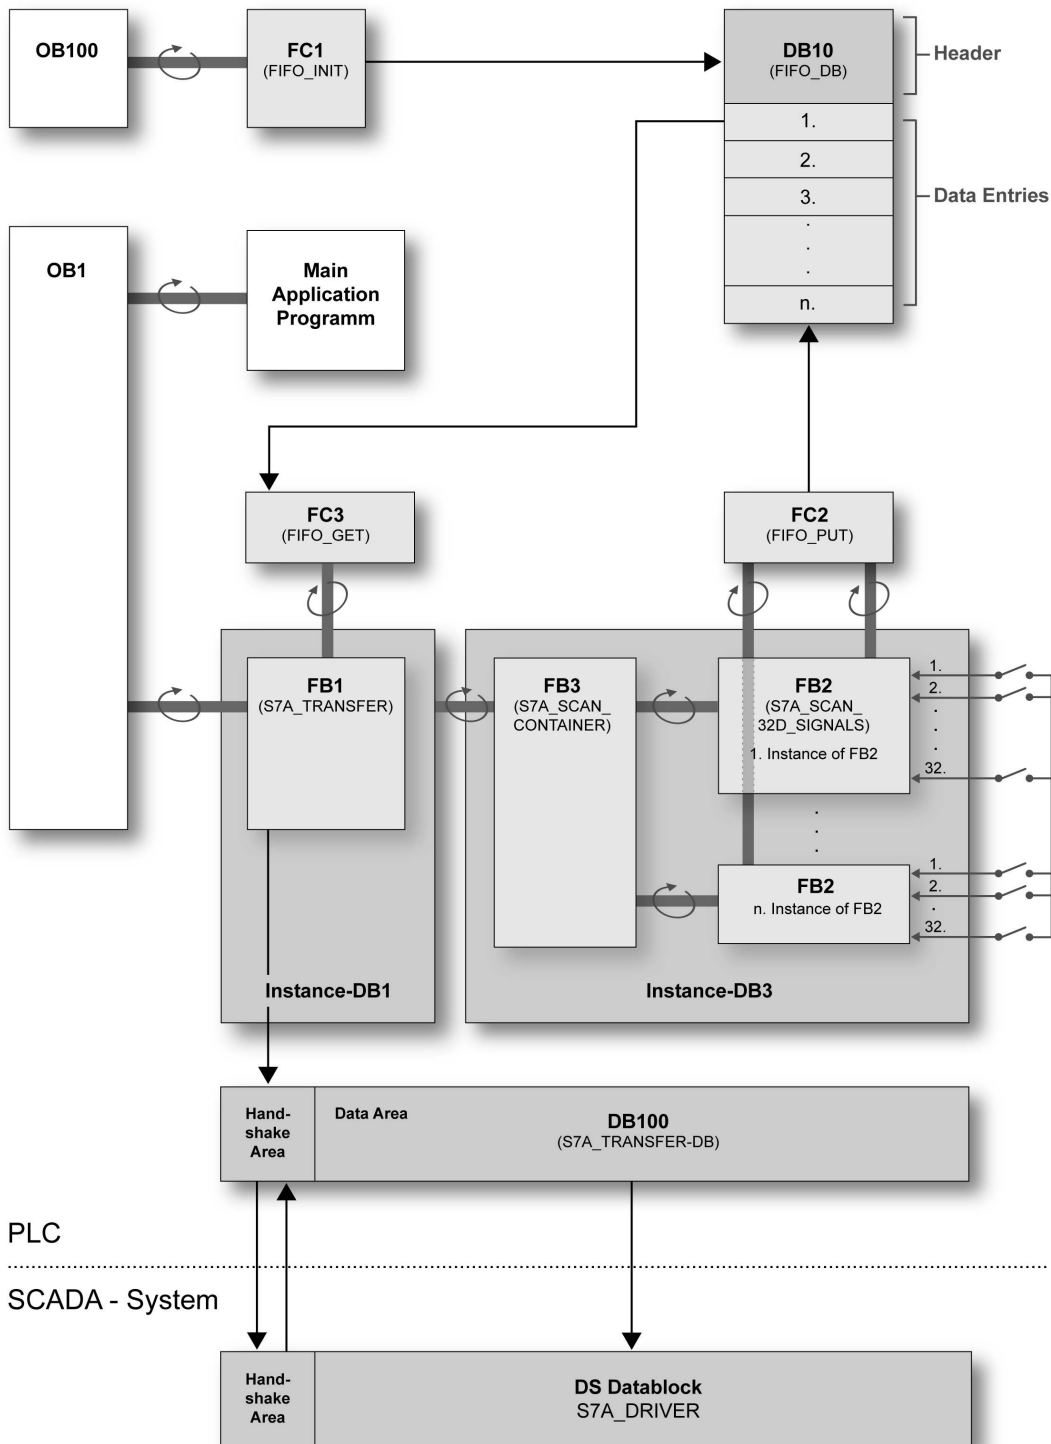 OB100
FC1
(FIFO_INIT)
DB10
(FIFO_DB)
Header
1.
2.
3.
.
.
.
n.
Data Entries
OB1
Main
Application
Programm
FC3
(FIFO_GET)
FC2
(FIFO_PUT)
FB1
(S7A_TRANSFER)
FB3
(S7A_SCAN_
CONTAINER)
FB2
(S7A_SCAN_
32D_SIGNALS)
1. Instance of FB2
1.
2.
.
.
.
32.
.
.
.
FB2
n. Instance of FB2
1.
2.
.
32.
Instance-DB1
Instance-DB3
Hand-
shake
Area
Data Area
DB100
(S7A_TRANSFER-DB)
PLC
SCADA - System
Hand-
shake
Area
DS Datablock
S7A_DRIVER